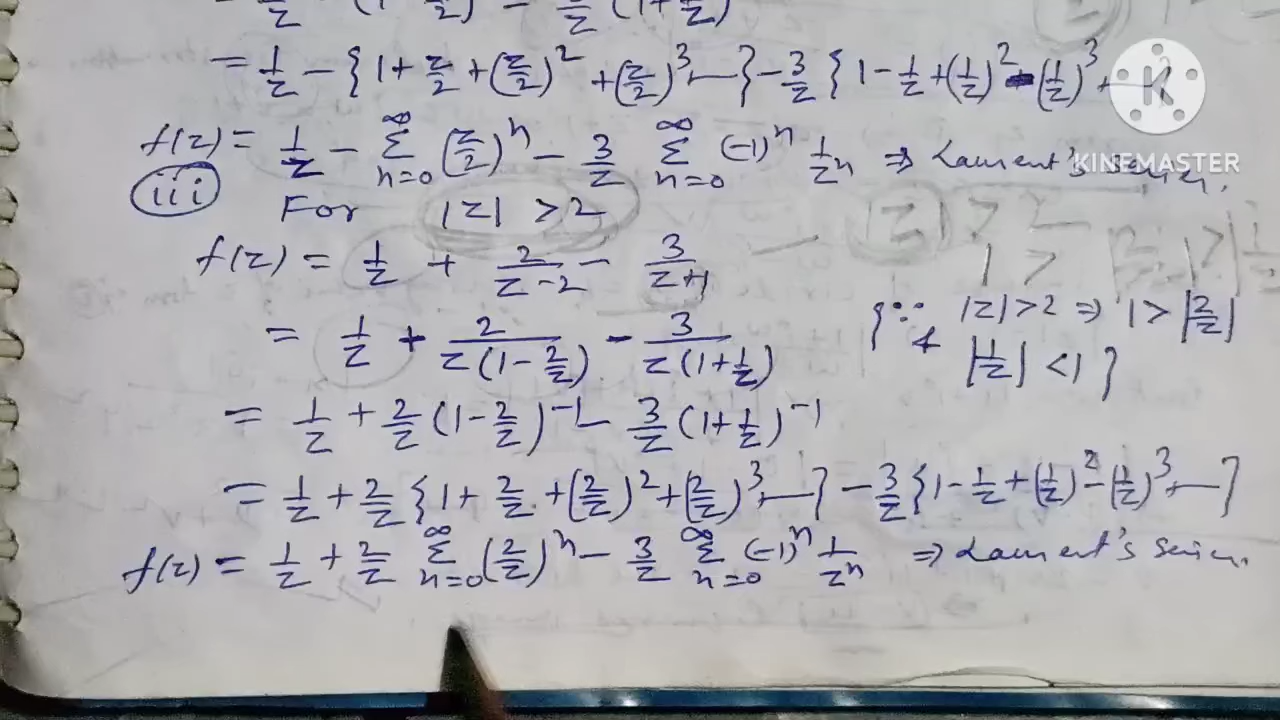 = 1/z - {1 + z/2 + (z/2)² + (z/2)³ + ---} - 3/z {1 - 1/z + (1/z)² - (1/z)³ + ---}
f(z) = 1/z - Σ_{n=0}^{∞} (z/2)^n - 3/z Σ_{n=0}^{∞} (-1)^n 1/z^n ⇒ Laurent's series.
KINEMASTER
(iii) For |z| > 2
f(z) = 1/z + 2/(z-2) - 3/(z+1)
= 1/z + 2/(z(1 - 2/z)) - 3/(z(1 + 1/z)) {∵ |z| > 2 ⇒ 1 > |2/z|
& |1/z| < 1}
= 1/z + 2/z (1 - 2/z)^-1 - 3/z (1 + 1/z)^-1
= 1/z + 2/z {1 + 2/z + (2/z)² + (2/z)³ + ---} - 3/z {1 - 1/z + (1/z)² - (1/z)³ + ---}
f(z) = 1/z + 2/z Σ_{n=0}^{∞} (2/z)^n - 3/z Σ_{n=0}^{∞} (-1)^n 1/z^n ⇒ Laurent's series.